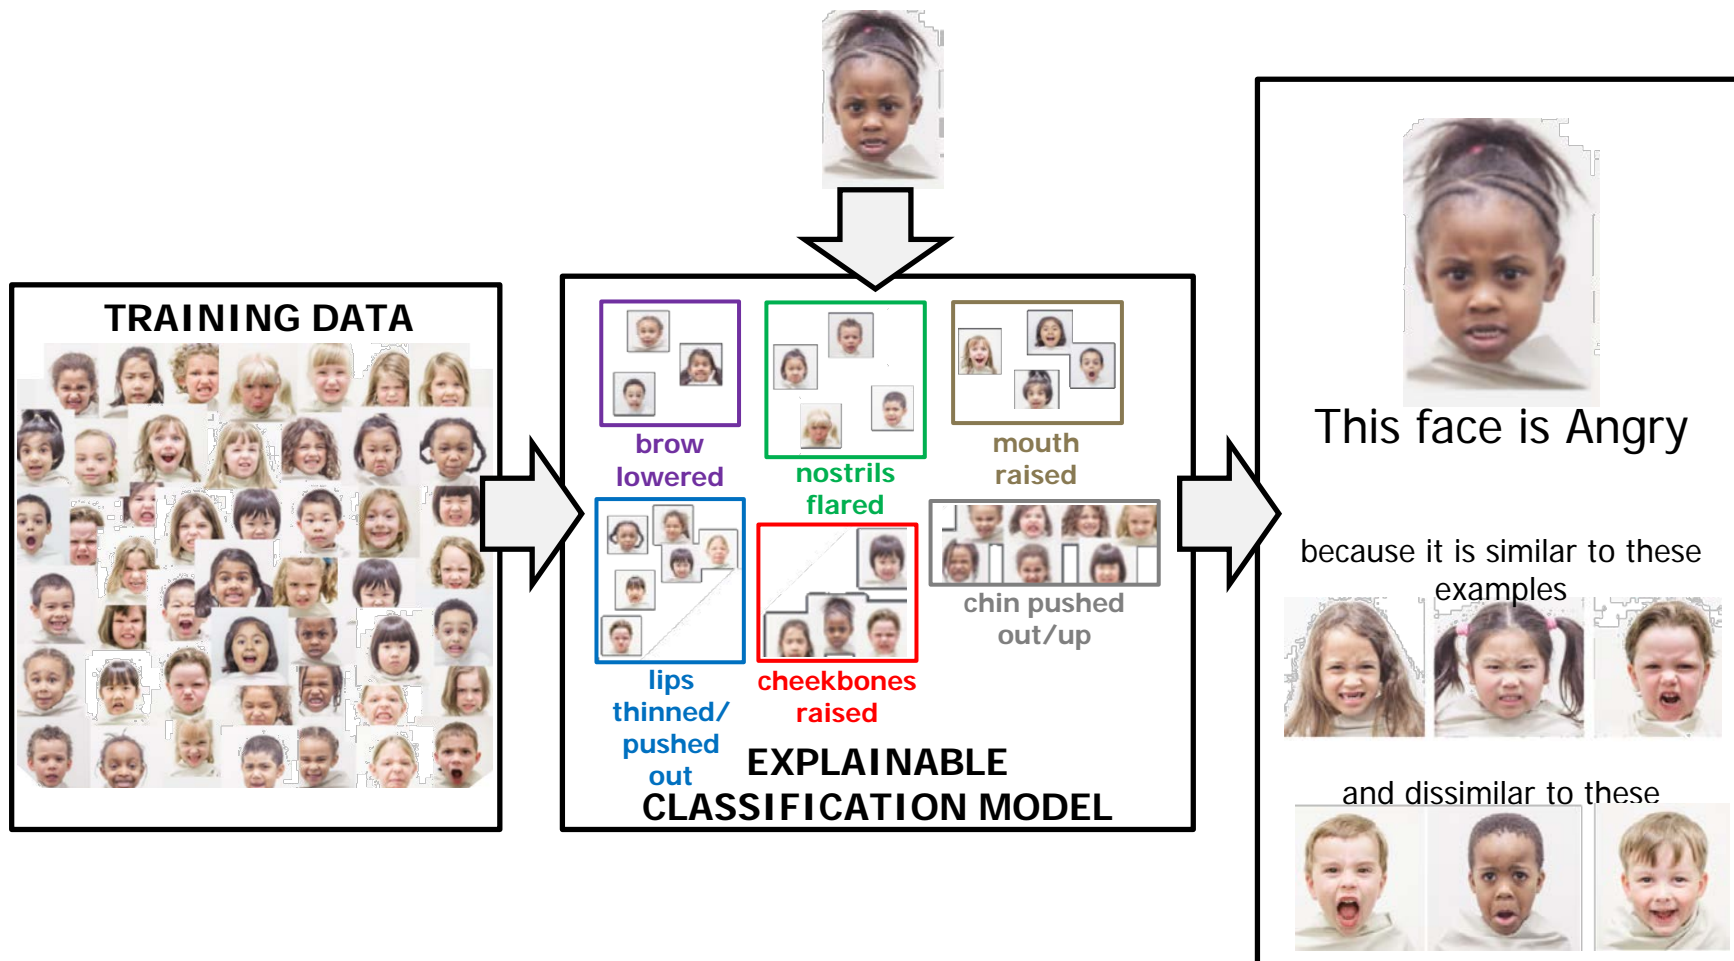 TRAINING DATA
brow
lowered
nostrils
flared
mouth
raised
lips
thinned/
pushed
out
cheekbones
raised
chin pushed
out/up
EXPLAINABLE
CLASSIFICATION MODEL
This face is Angry
because it is similar to these
examples
and dissimilar to these